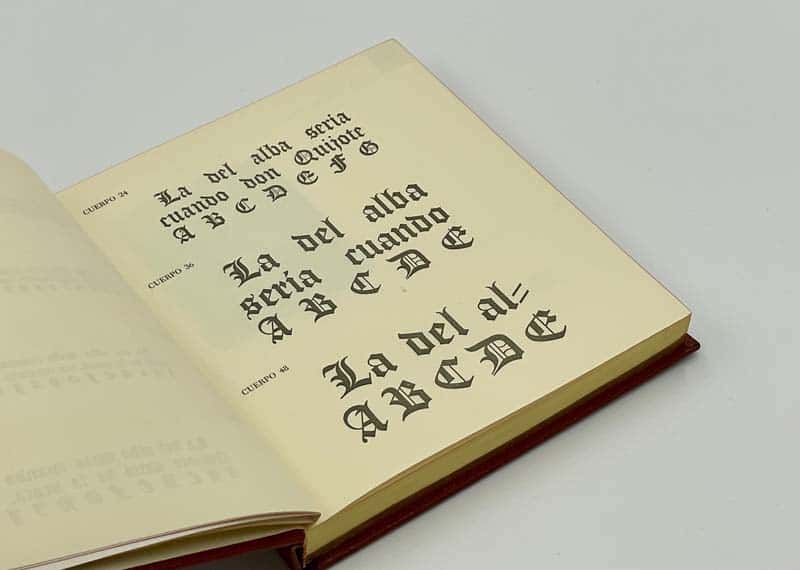 CUERPO 24
La del alba seria
cuando don Quijote
A B C D E F G
CUERPO 36
La del alba
sería cuando
A B C D E
CUERPO 48
La del al=
A B C D E